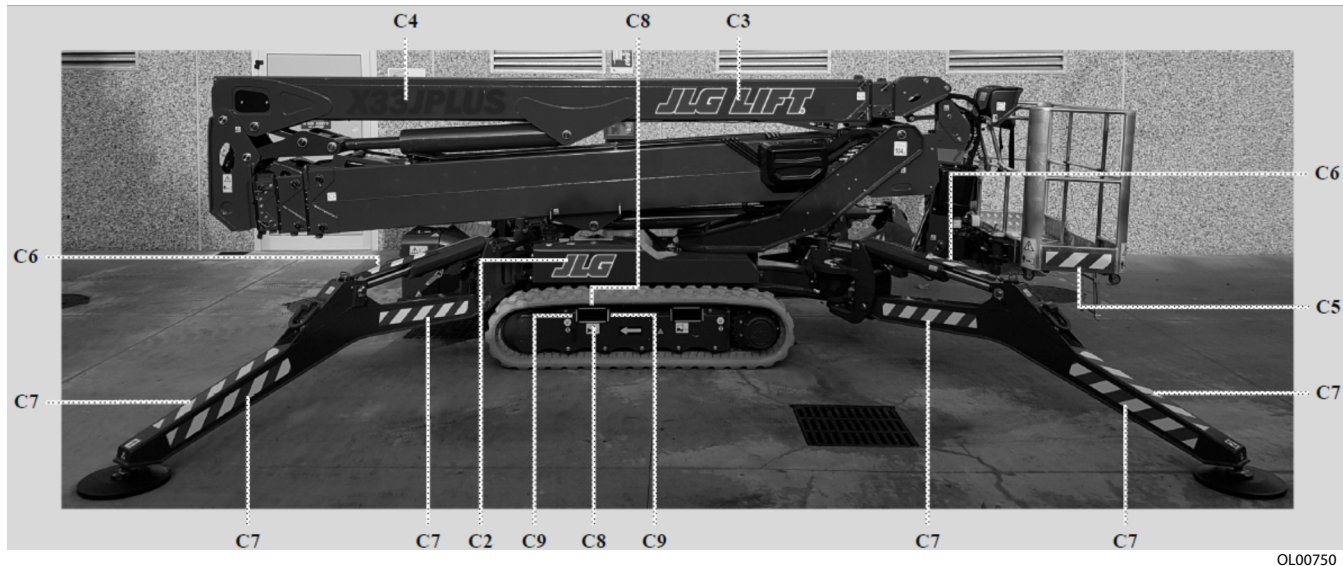 C4 C8 C3
X33JPLUS JLG LIFT
C6
C6
JLG
C5
C7 C7
C7 C7 C2 C9 C8 C9 C7 C7
OL00750